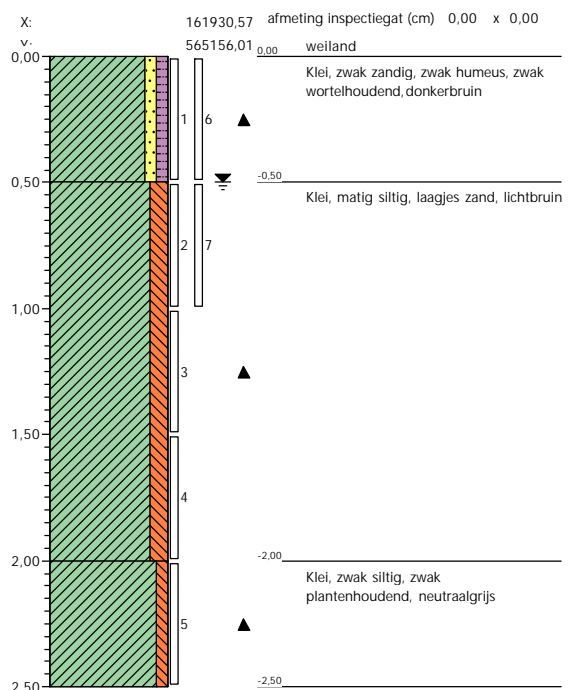 X: 161930,57 afmeting inspectiegat (cm) 0,00 x 0,00
565156,01
0,00 0,00 weiland
Klei, zwak zandig, zwak humeus, zwak
wortelhoudend, donkerbruin
1 6
0,50 -0,50
Klei, matig siltig, laagjes zand, lichtbruin
2 7
1,00
3
1,50
4
2,00 -2,00
Klei, zwak siltig, zwak
plantenhoudend, neutraalgrijs
5
2,50 -2,50